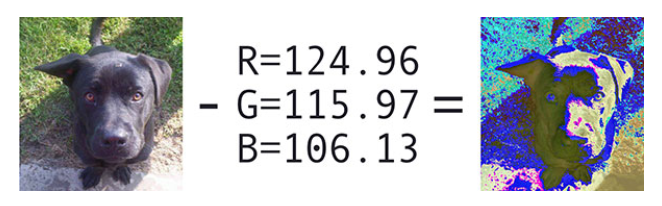 R=124.96
- G=115.97 =
B=106.13